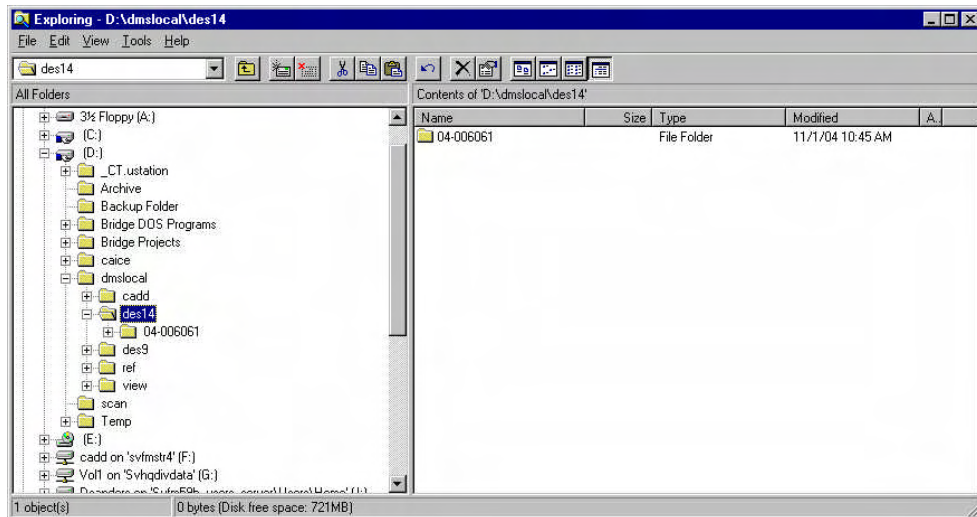 Exploring - D:\dmslocal\des14
File Edit View Tools Help
des14
All Folders
Contents of 'D:\dmslocal\des14'
3½ Floppy (A:)
(C:)
(D:)
_CT.ustation
Archive
Backup Folder
Bridge DOS Programs
Bridge Projects
caice
dmslocal
cadd
des14
04-006061
des9
ref
view
scan
Temp
(E:)
cadd on 'svfmstr4' (F:)
Vol1 on 'Svhqdivdata' (G:)
Name Size Type Modified A..
04-006061 File Folder 11/1/04 10:45 AM
1 object(s) 0 bytes (Disk free space: 721MB)